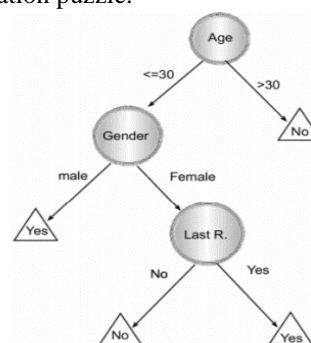 ation puzzle.
Age
<=30
>30
Gender
No
male
Female
Yes
Last R.
No
Yes
No
Yes